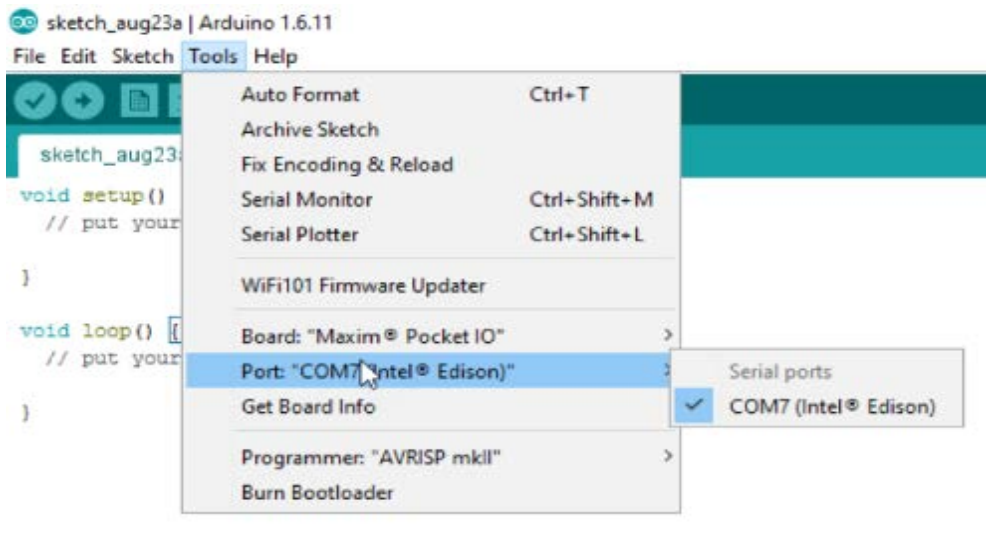 sketch_aug23a | Arduino 1.6.11
File Edit Sketch Tools Help
Auto Format Ctrl+T
Archive Sketch
sketch_aug23
Fix Encoding & Reload
void setup()
Serial Monitor Ctrl+Shift+M
// put your
Serial Plotter Ctrl+Shift+L
}
WiFi101 Firmware Updater
void loop() {
Board: "Maxim® Pocket IO" >
// put your
Port: "COM7 Intel® Edison)" >
Serial ports
Get Board Info
✓ COM7 (Intel® Edison)
}
Programmer: "AVRISP mkII" >
Burn Bootloader